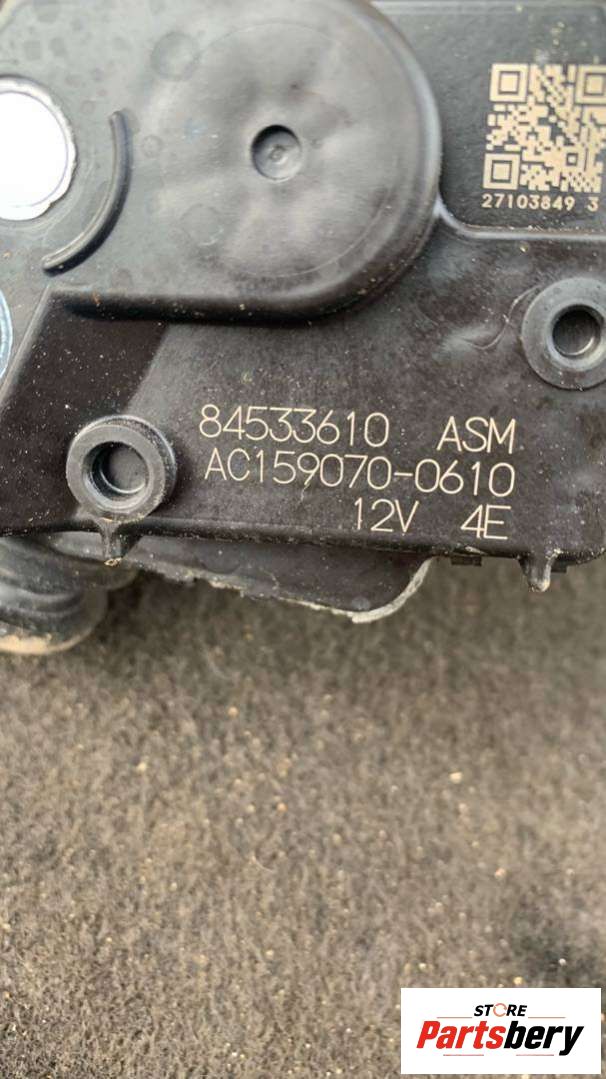 27103849 3
84533610 ASM
AC159070-0610
12V 4E
STORE
Partsbery